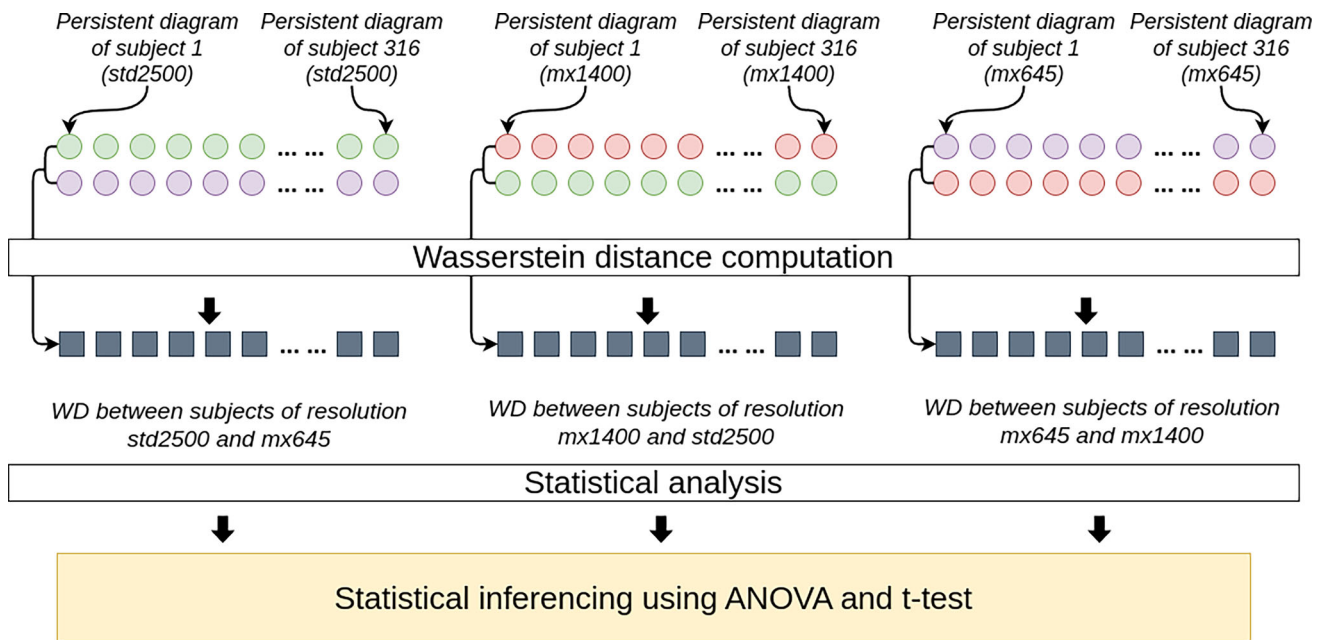 Persistent diagram
of subject 1
(std2500)
Persistent diagram
of subject 316
(std2500)
Persistent diagram
of subject 1
(mx1400)
Persistent diagram
of subject 316
(mx1400)
Persistent diagram
of subject 1
(mx645)
Persistent diagram
of subject 316
(mx645)
... ...
... ...
... ...
... ...
... ...
... ...
Wasserstein distance computation
... ...
... ...
... ...
WD between subjects of resolution
std2500 and mx645
WD between subjects of resolution
mx1400 and std2500
WD between subjects of resolution
mx645 and mx1400
Statistical analysis
Statistical inferencing using ANOVA and t-test